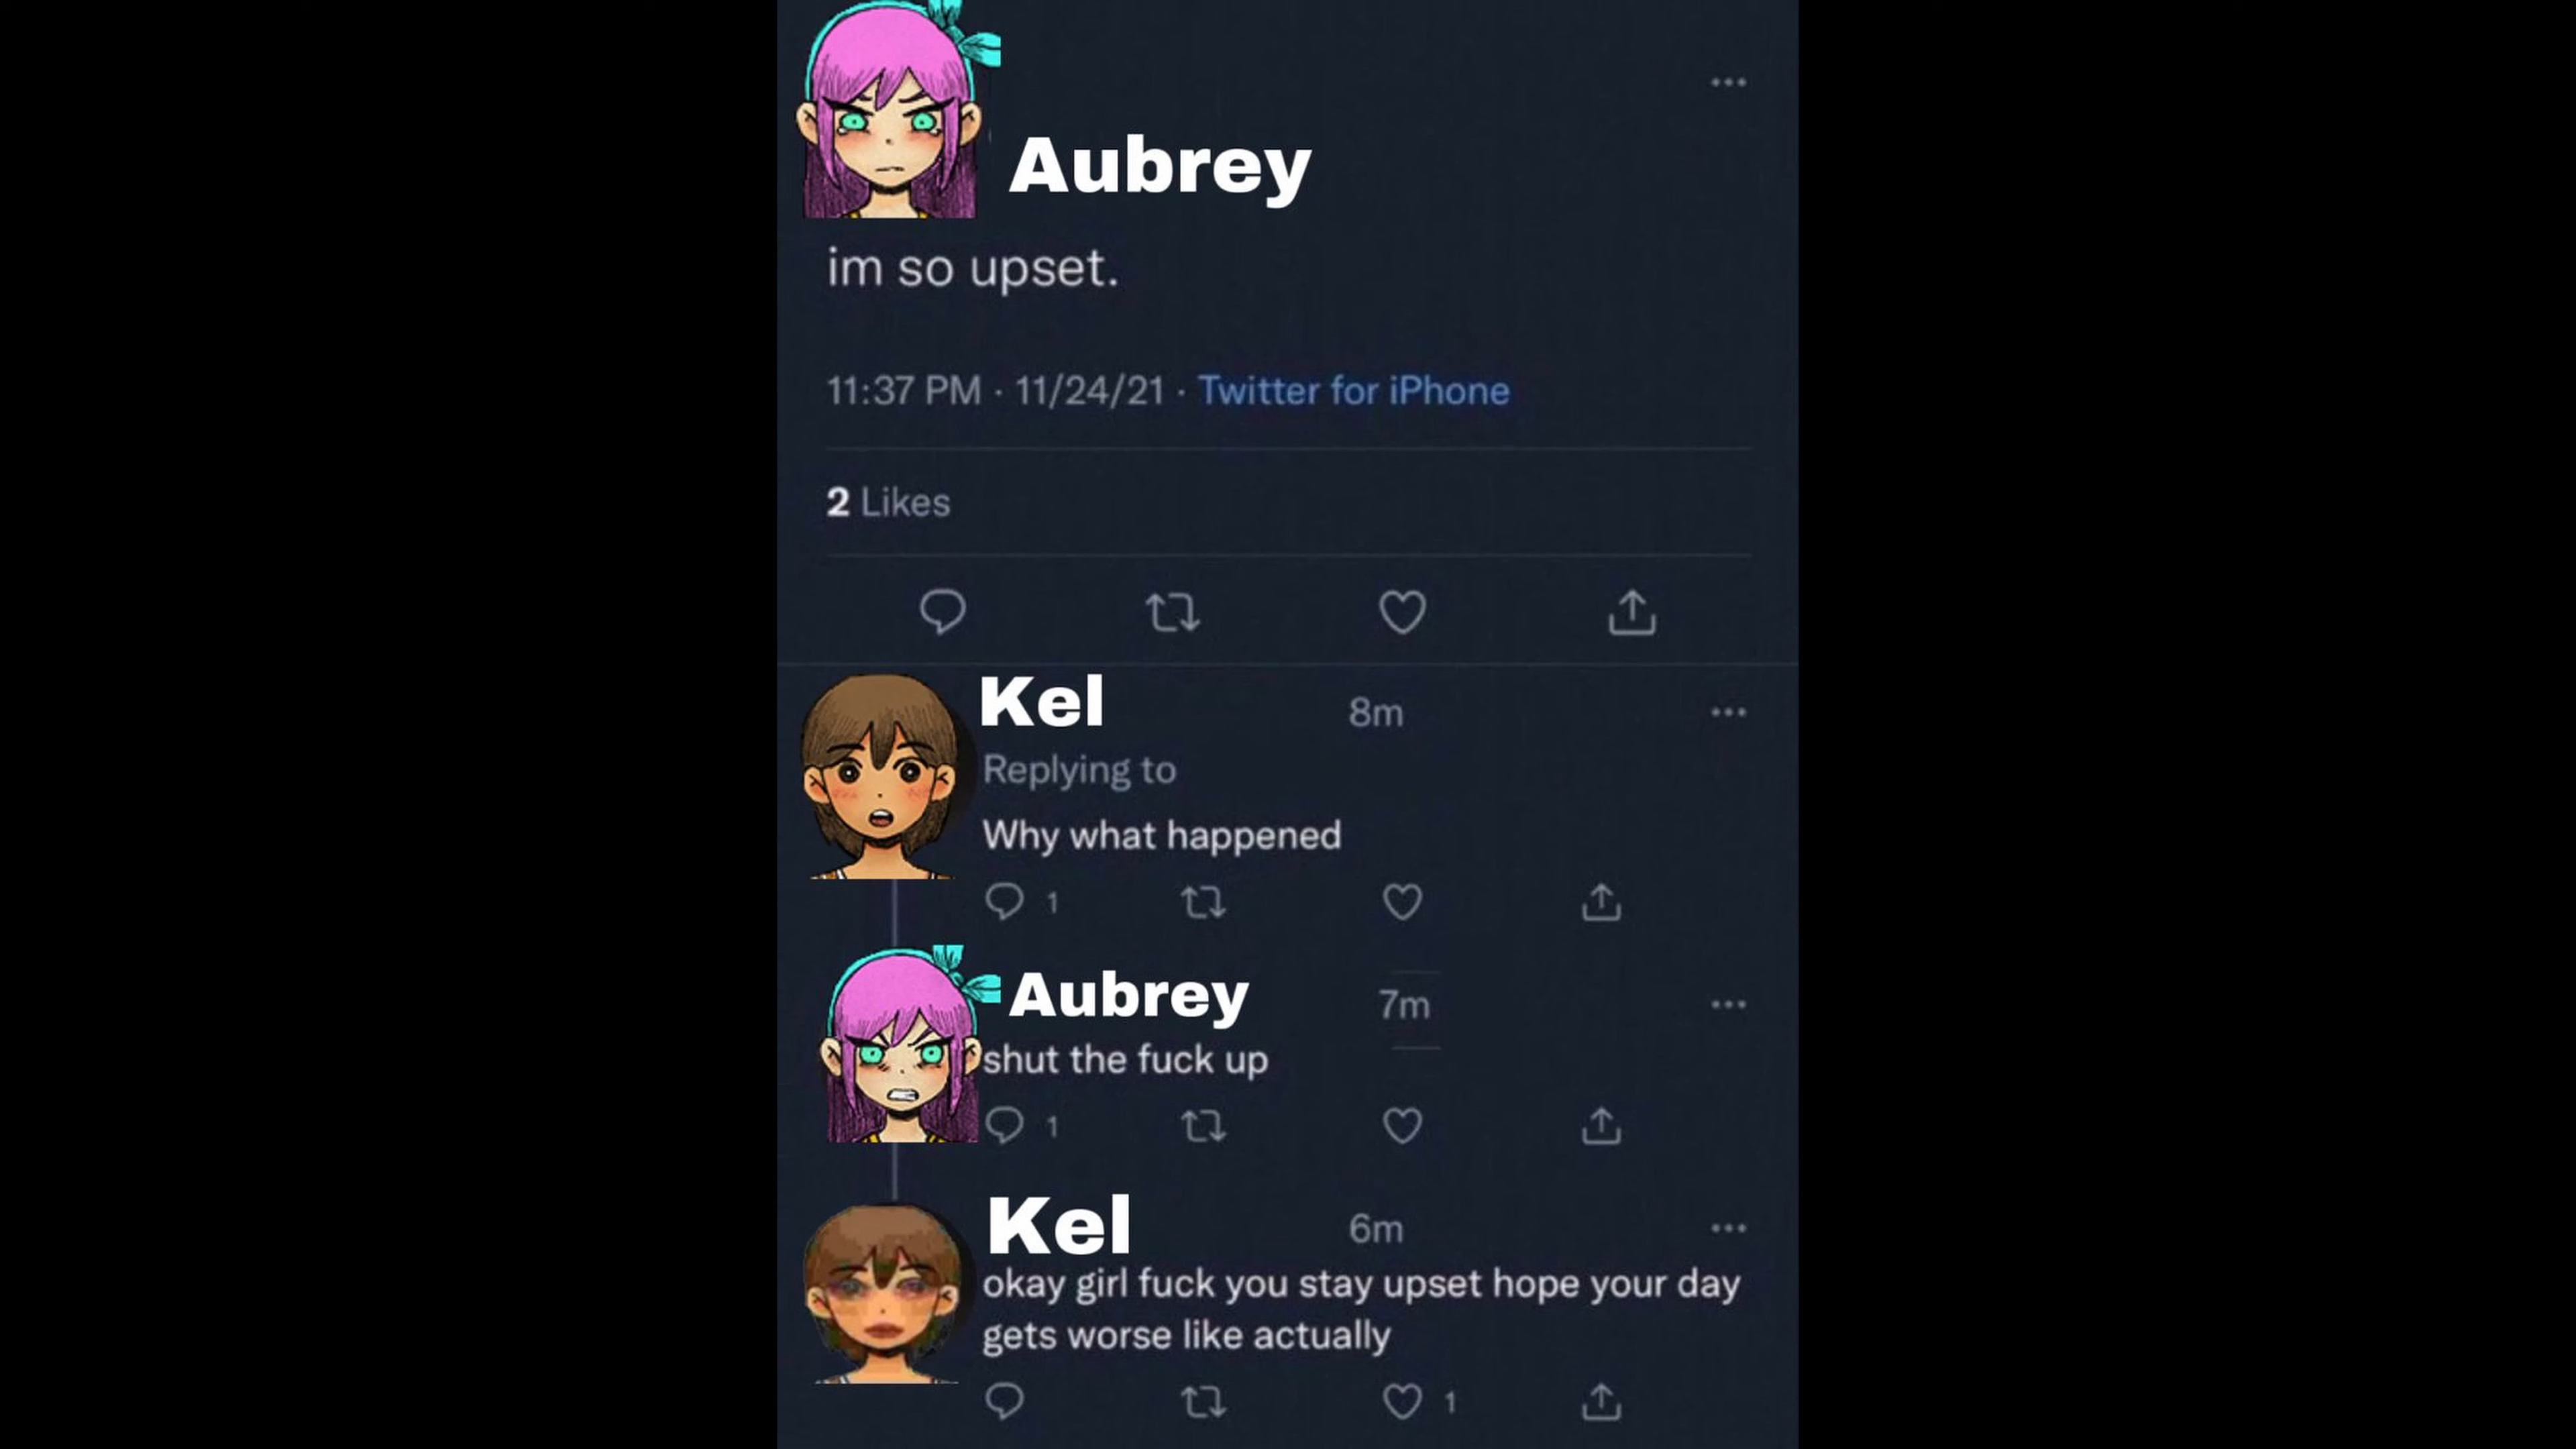 Aubrey
im so upset.
11:37 PM · 11/24/21 · Twitter for iPhone
2 Likes
Kel 8m
Replying to
Why what happened
1
Aubrey 7m
shut the fuck up
1
Kel 6m
okay girl fuck you stay upset hope your day
gets worse like actually
1